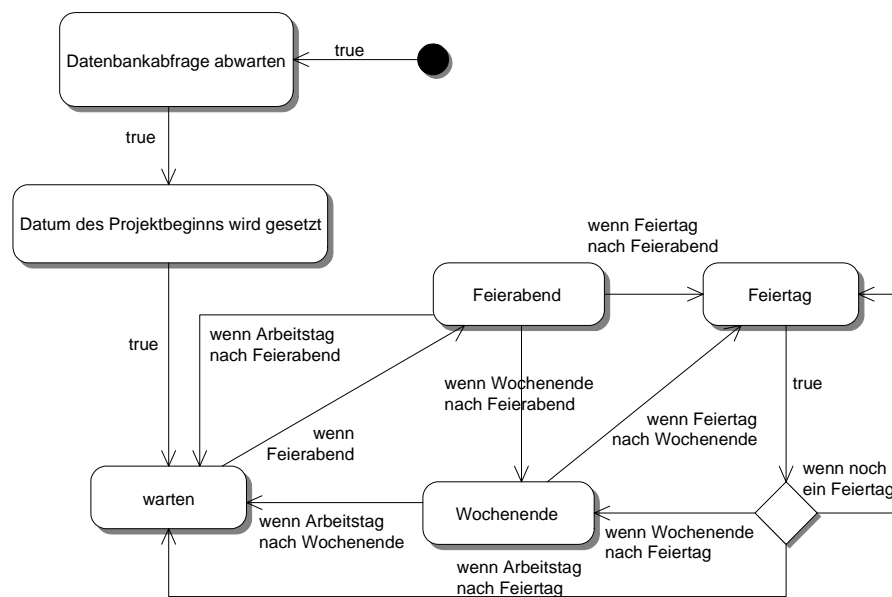 true
Datenbankabfrage abwarten
true
Datum des Projektbeginns wird gesetzt
wenn Feiertag
nach Feierabend
Feierabend
Feiertag
true
wenn Arbeitstag
nach Feierabend
wenn Wochenende
nach Feierabend
true
wenn Feiertag
nach Wochenende
wenn
Feierabend
warten
Wochenende
wenn noch
ein Feiertag
wenn Arbeitstag
nach Wochenende
wenn Wochenende
nach Feiertag
wenn Arbeitstag
nach Feiertag